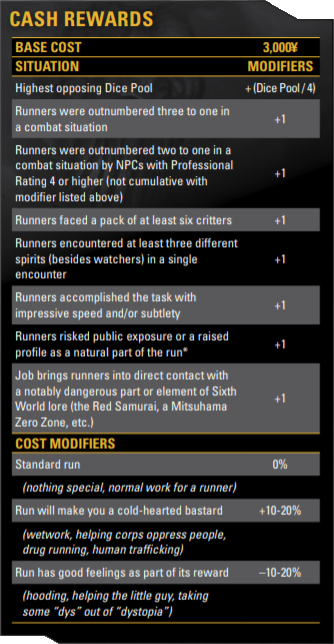 CASH REWARDS
BASE COST 3,000¥
SITUATION MODIFIERS
Highest opposing Dice Pool + (Dice Pool / 4)
Runners were outnumbered three to one in
a combat situation
+1
Runners were outnumbered two to one in a
combat situation by NPCs with Professional
Rating 4 or higher (not cumulative with
modifier listed above)
+1
Runners faced a pack of at least six critters +1
Runners encountered at least three different
spirits (besides watchers) in a single
encounter
+1
Runners accomplished the task with
impressive speed and/or subtlety
+1
Runners risked public exposure or a raised
profile as a natural part of the run*
+1
Job brings runners into direct contact with
a notably dangerous part or element of Sixth
World lore (the Red Samurai, a Mitsuhama
Zero Zone, etc.)
+1
COST MODIFIERS
Standard run 0%
(nothing special, normal work for a runner)
Run will make you a cold-hearted bastard +10-20%
(wetwork, helping corps oppress people,
drug running, human trafficking)
Run has good feelings as part of its reward –10-20%
(hooding, helping the little guy, taking
some “dys” out of “dystopia”)